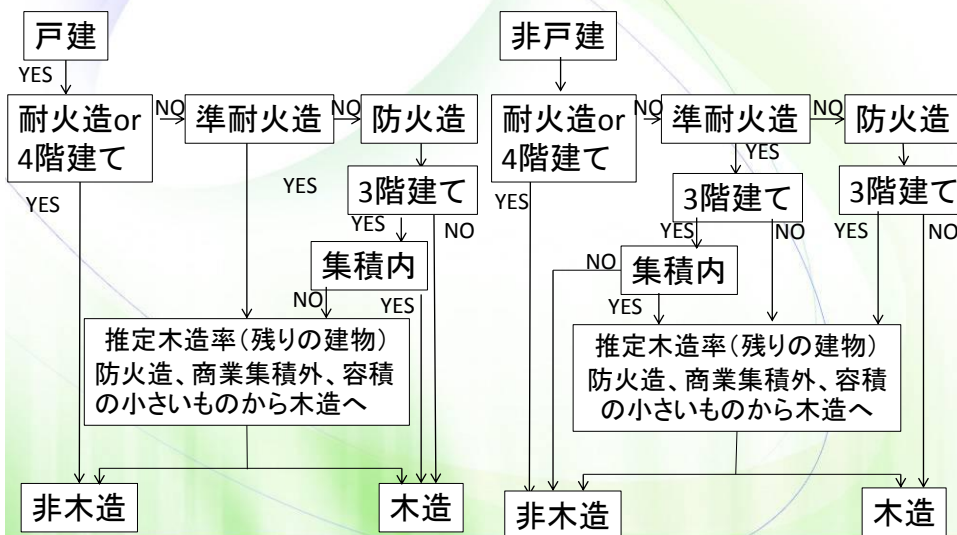 戸建
YES
耐火造or
4階建て
NO
準耐火造
NO
防火造
YES
YES
3階建て
YES
NO
集積内
NO
YES
推定木造率(残りの建物)
防火造、商業集積外、容積
の小さいものから木造へ
非木造
木造
非戸建
耐火造or
4階建て
NO
準耐火造
NO
防火造
YES
YES
3階建て
YES
NO
3階建て
YES
NO
集積内
NO
YES
推定木造率(残りの建物)
防火造、商業集積外、容積
の小さいものから木造へ
非木造
木造